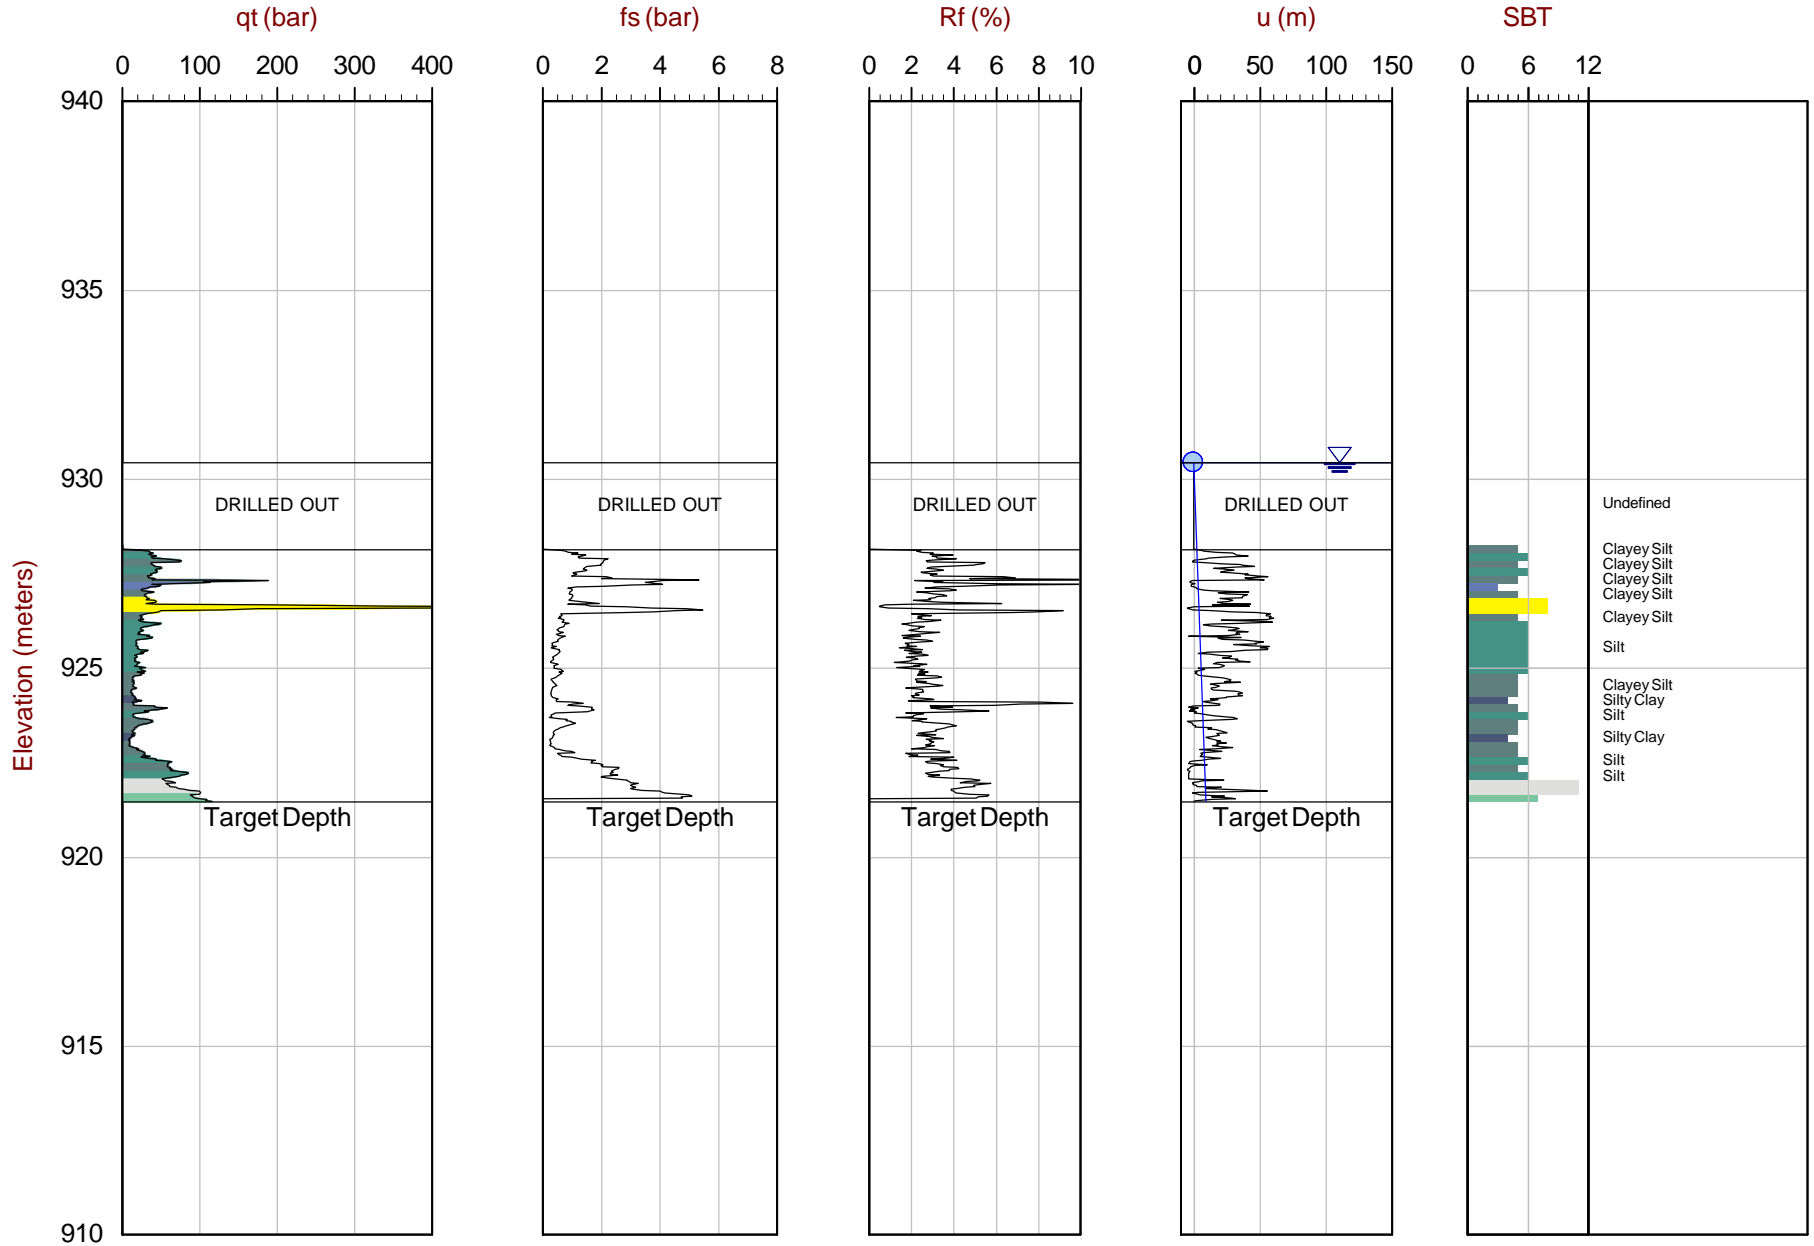 qt (bar) fs (bar) Rf (%) u (m) SBT
0 100 200 300 400 0 2 4 6 8 0 2 4 6 8 10 0 50 100 150 0 6 12
940
935
930
DRILLED OUT DRILLED OUT DRILLED OUT DRILLED OUT Undefined
Clayey Silt
Clayey Silt
Clayey Silt
Clayey Silt
Clayey Silt
Silt
925
Clayey Silt
Silty Clay
Silt
Silty Clay
Silt
Silt
Target Depth Target Depth Target Depth Target Depth
920
915
910
Elevation (meters)